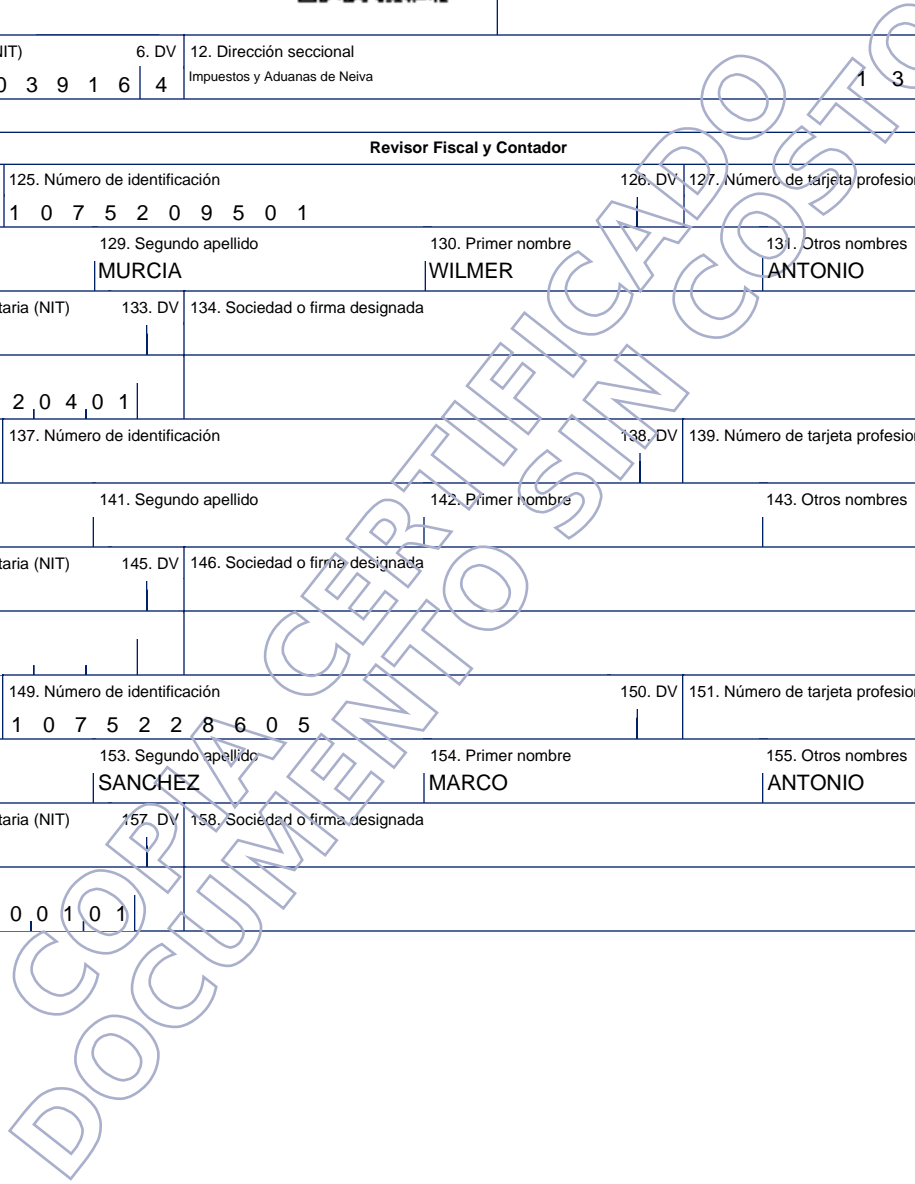 IT) 6. DV 12. Dirección seccional
0 3 9 1 6 4 Impuestos y Aduanas de Neiva 1 3
Revisor Fiscal y Contador
125. Número de identificación 126. DV 127. Número de tarjeta profesion
1 0 7 5 2 0 9 5 0 1
129. Segundo apellido 130. Primer nombre 131. Otros nombres
MURCIA WILMER ANTONIO
taria (NIT) 133. DV 134. Sociedad o firma designada
2 0 4 0 1
137. Número de identificación 138. DV 139. Número de tarjeta profesion
141. Segundo apellido 142. Primer nombre 143. Otros nombres
taria (NIT) 145. DV 146. Sociedad o firma designada
149. Número de identificación 150. DV 151. Número de tarjeta profesion
1 0 7 5 2 2 8 6 0 5
153. Segundo apellido 154. Primer nombre 155. Otros nombres
SANCHEZ MARCO ANTONIO
taria (NIT) 157. DV 158. Sociedad o firma designada
0 0 1 0 1
COPIA CERTIFICADO
DOCUMENTO SIN COSTO